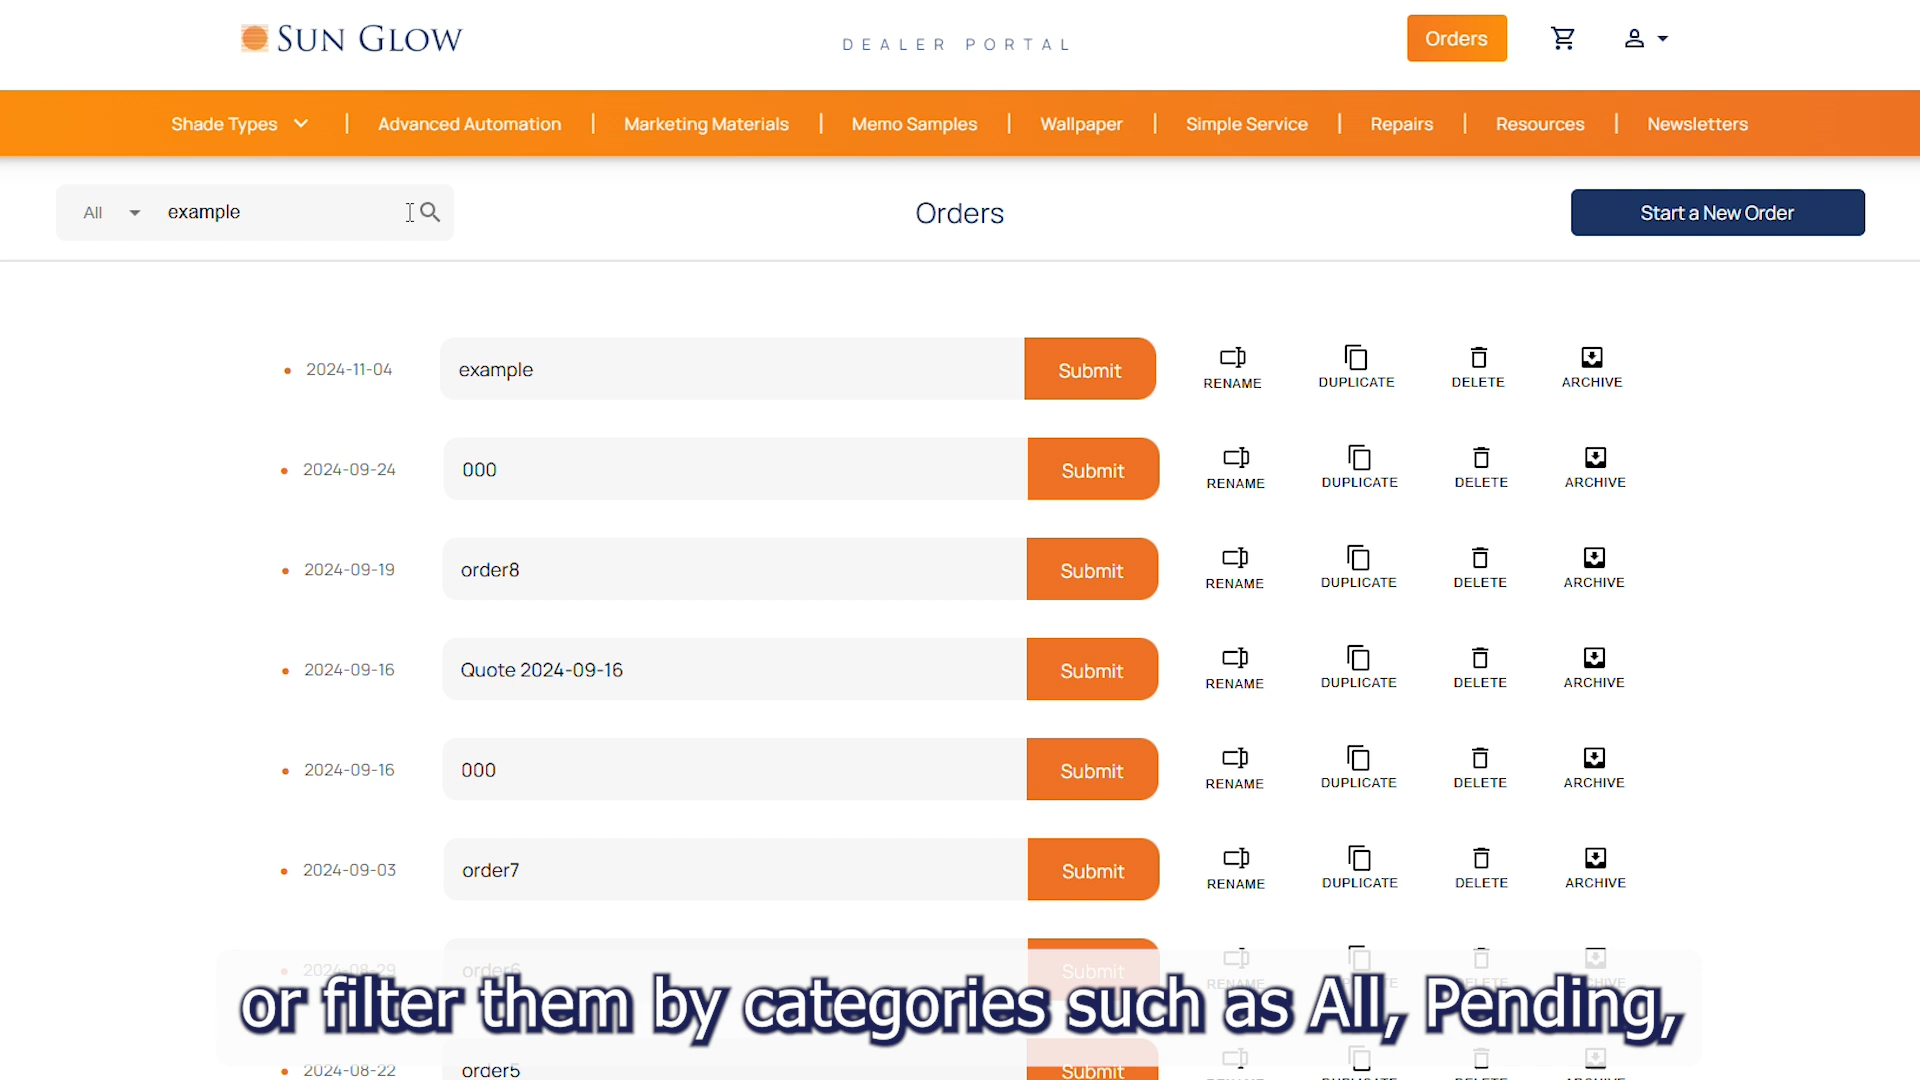 SUN GLOW
DEALER PORTAL
Orders
Shade Types | Advanced Automation | Marketing Materials | Memo Samples | Wallpaper | Simple Service | Repairs | Resources | Newsletters
All example
Orders
Start a New Order
2024-11-04 example Submit RENAME DUPLICATE DELETE ARCHIVE
2024-09-24 000 Submit RENAME DUPLICATE DELETE ARCHIVE
2024-09-19 order8 Submit RENAME DUPLICATE DELETE ARCHIVE
2024-09-16 Quote 2024-09-16 Submit RENAME DUPLICATE DELETE ARCHIVE
2024-09-16 000 Submit RENAME DUPLICATE DELETE ARCHIVE
2024-09-03 order7 Submit RENAME DUPLICATE DELETE ARCHIVE
2024-08-29 order6 Submit
or filter them by categories such as All, Pending,
2024-08-22 order5 Submit